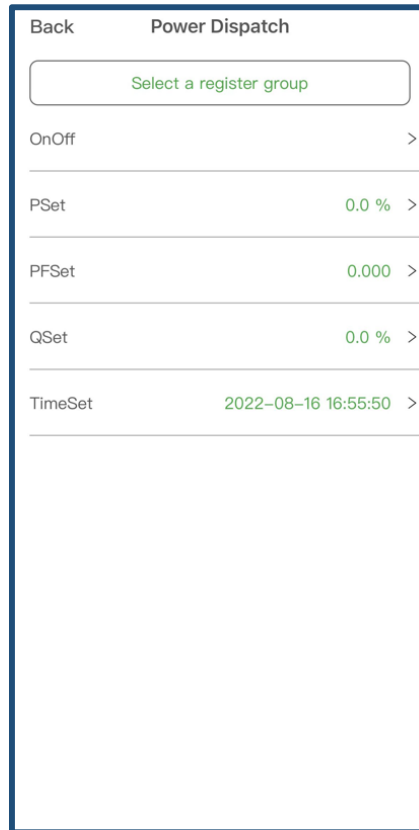 Back Power Dispatch
Select a register group
OnOff >
PSet 0.0 % >
PFSet 0.000 >
QSet 0.0 % >
TimeSet 2022-08-16 16:55:50 >